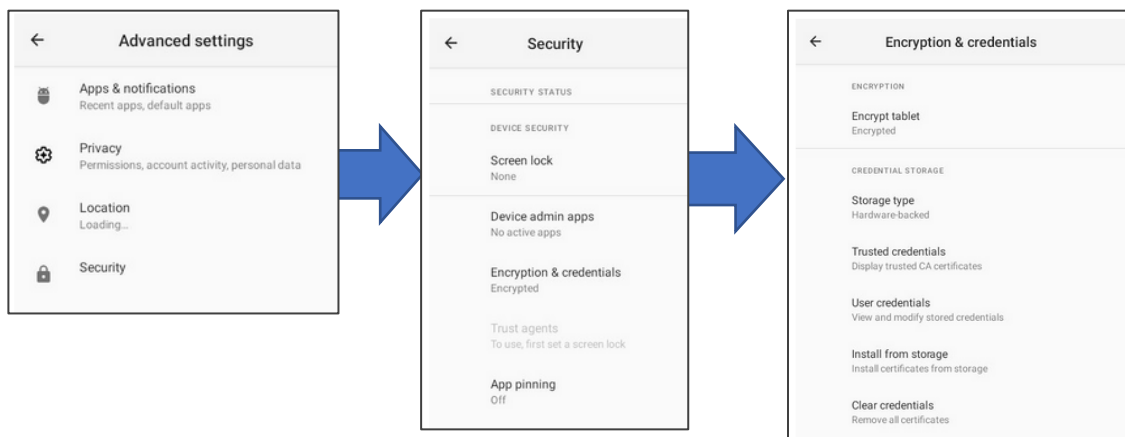 Advanced settings
Apps & notifications
Recent apps, default apps
Privacy
Permissions, account activity, personal data
Location
Loading...
Security
Security
SECURITY STATUS
DEVICE SECURITY
Screen lock
None
Device admin apps
No active apps
Encryption & credentials
Encrypted
Trust agents
To use, first set a screen lock
App pinning
Off
Encryption & credentials
ENCRYPTION
Encrypt tablet
Encrypted
CREDENTIAL STORAGE
Storage type
Hardware-backed
Trusted credentials
Display trusted CA certificates
User credentials
View and modify stored credentials
Install from storage
Install certificates from storage
Clear credentials
Remove all certificates